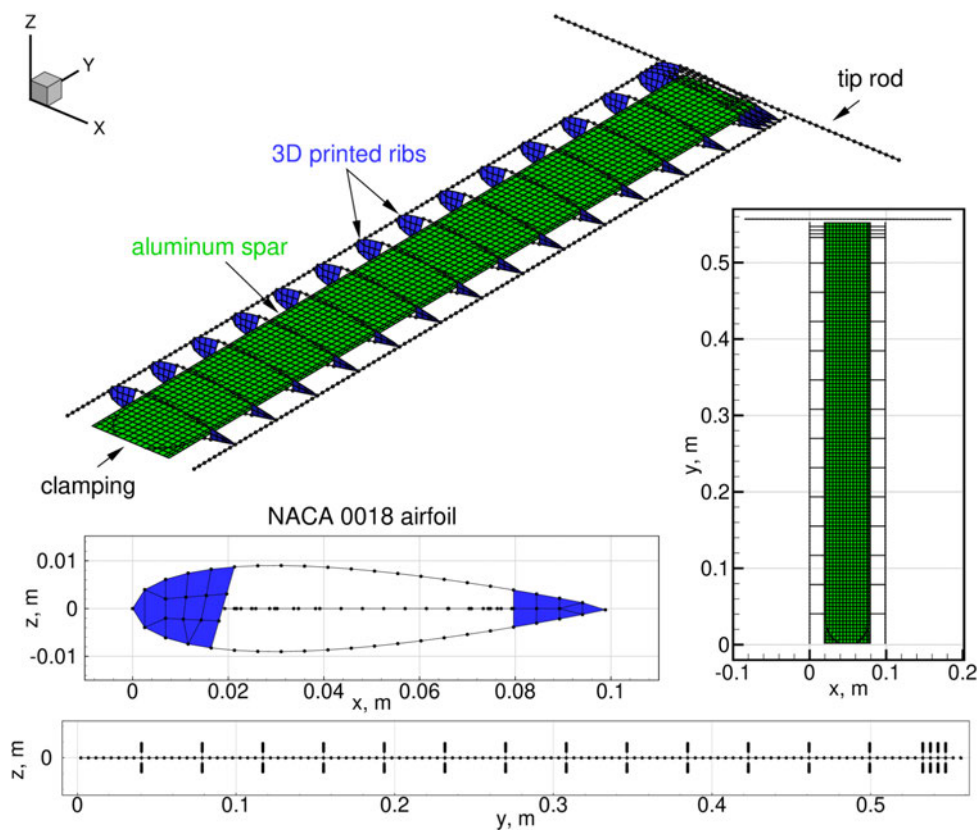 Z
Y
X
tip rod
3D printed ribs
aluminum spar
clamping
y, m
0.5
0.4
0.3
0.2
0.1
0
-0.1 0 0.1 0.2
x, m
NACA 0018 airfoil
z, m
0.01
0
-0.01
0 0.02 0.04 0.06 0.08 0.1
x, m
z, m
0
0 0.1 0.2 0.3 0.4 0.5
y, m